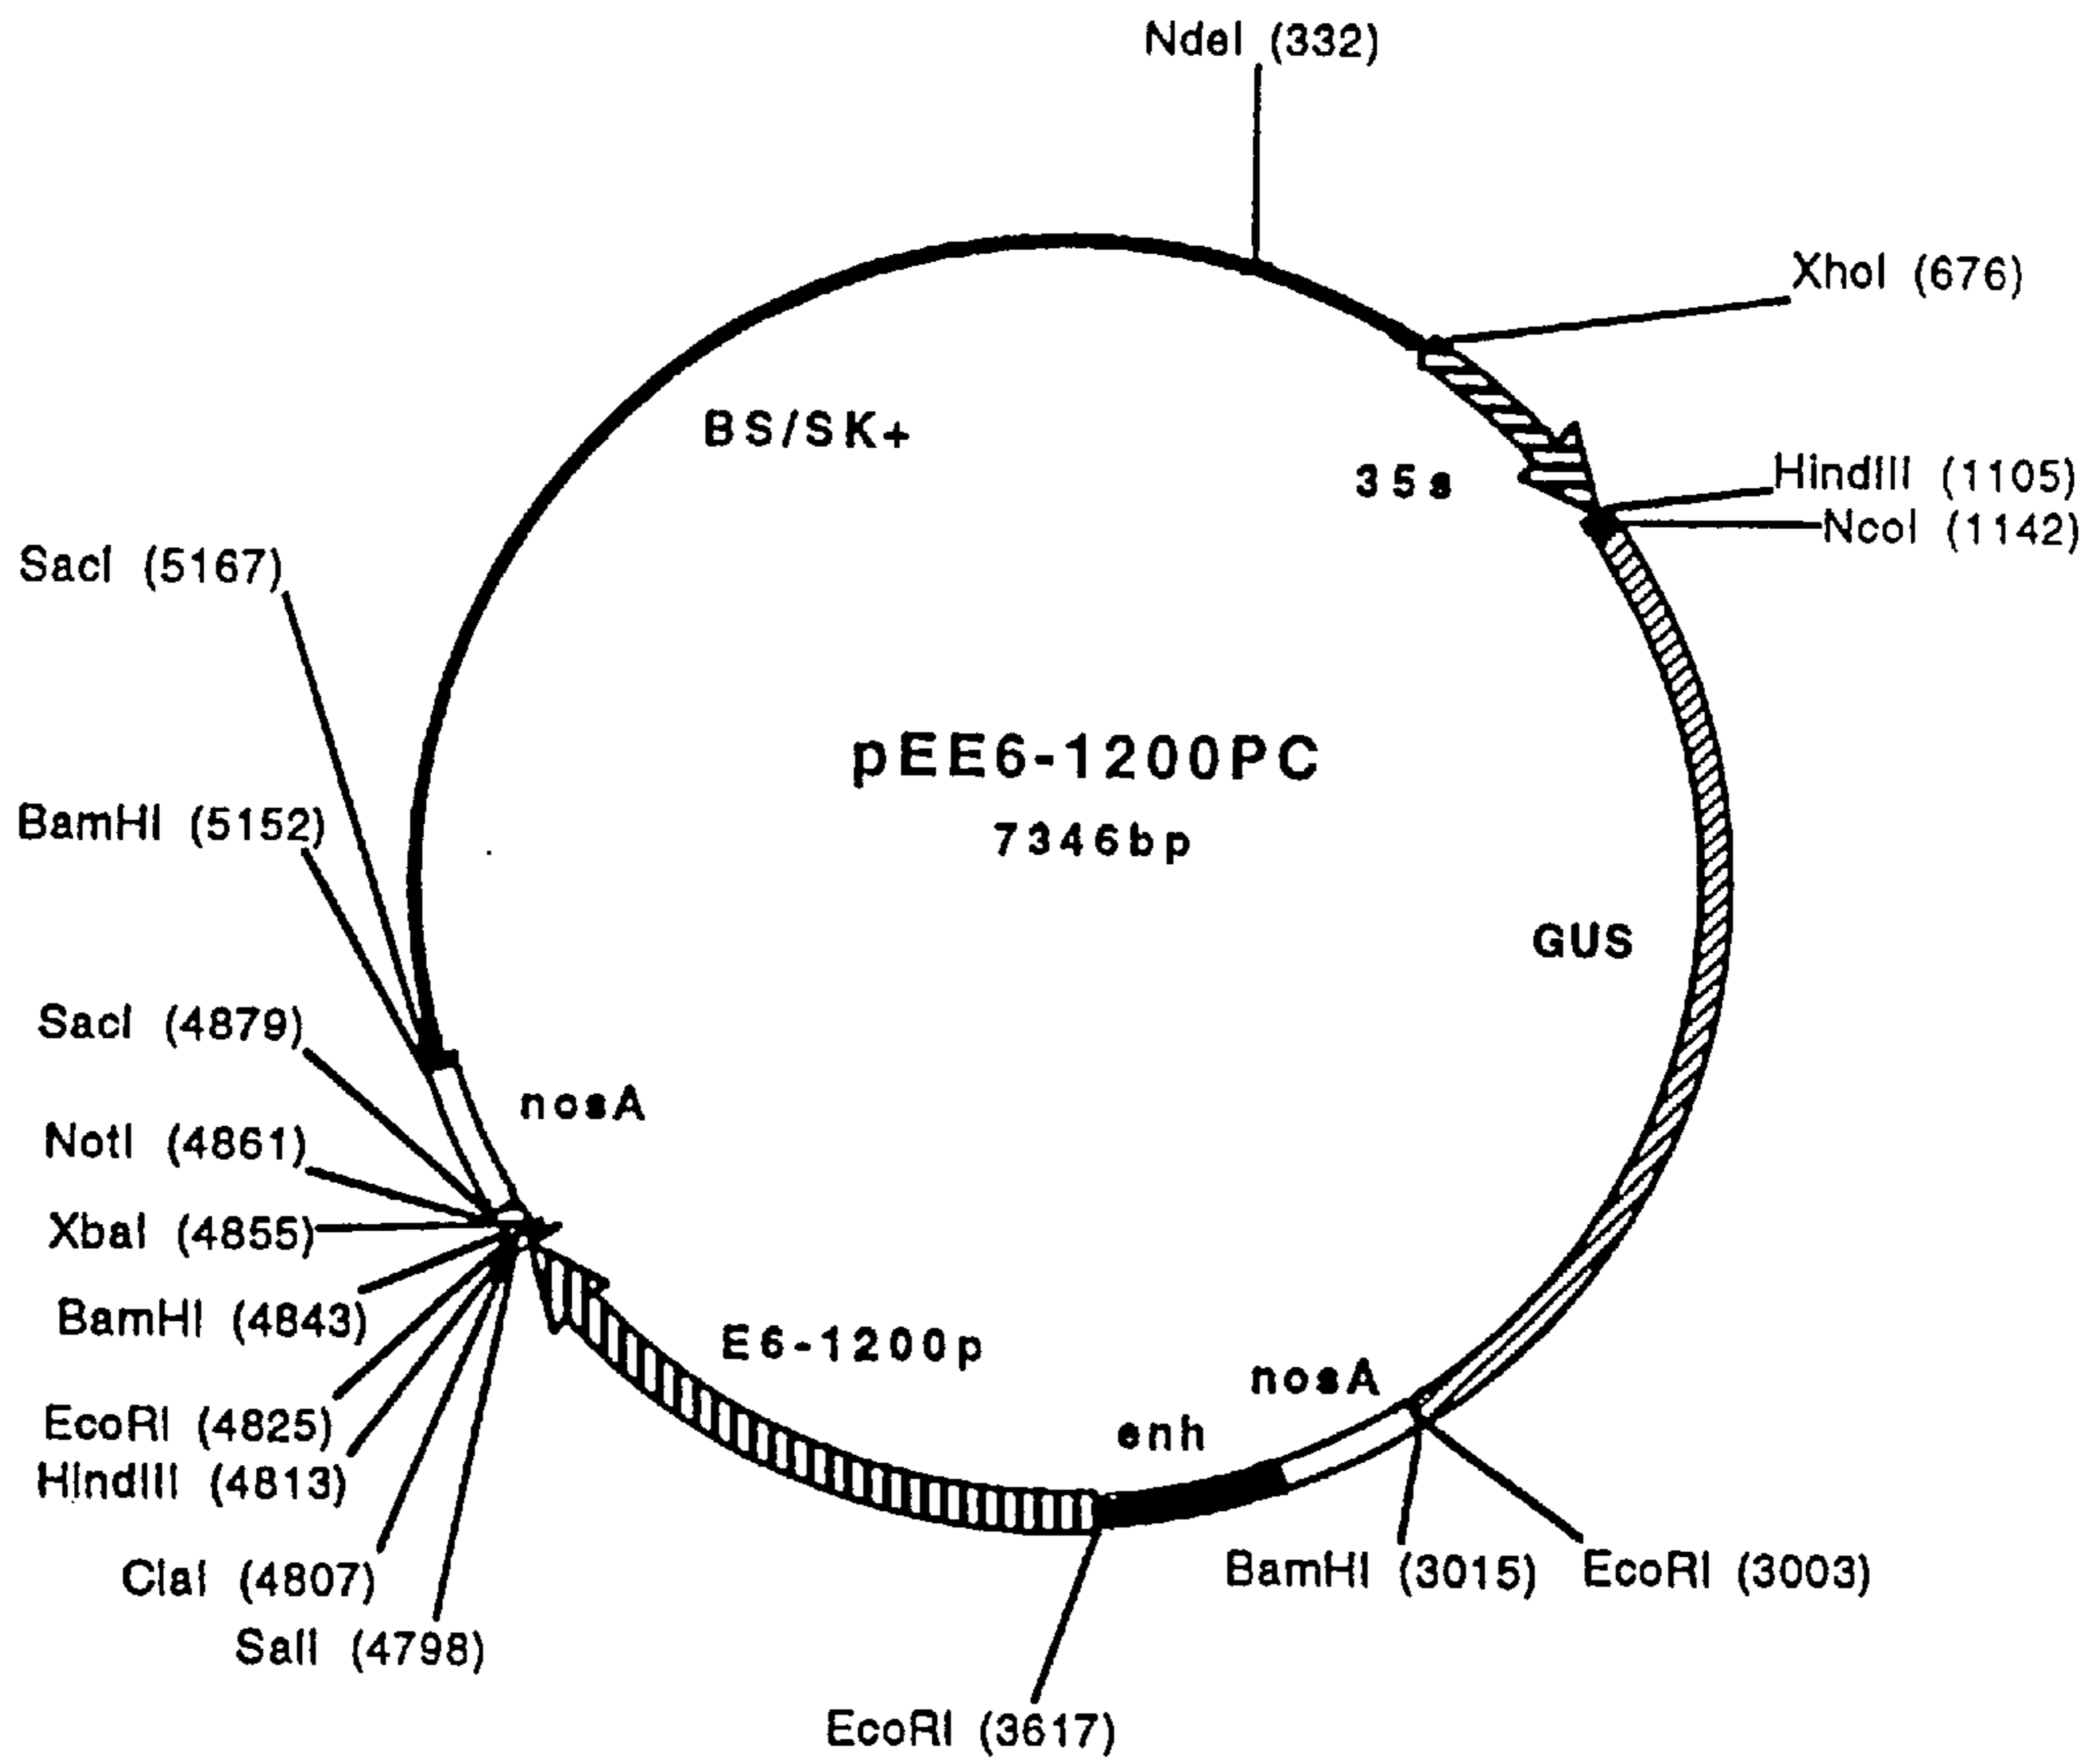 NdeI (332)
XhoI (676)
BS/SK+
35s
HindIII (1105)
NcoI (1142)
SacI (5167)
pEE6-1200PC
7346bp
BamHI (5152)
GUS
SacI (4879)
nosA
NotI (4861)
XbaI (4855)
BamHI (4843)
E6-1200p
nosA
enh
EcoRI (4825)
HindIII (4813)
ClaI (4807)
BamHI (3015)
EcoRI (3003)
SalI (4798)
EcoRI (3617)